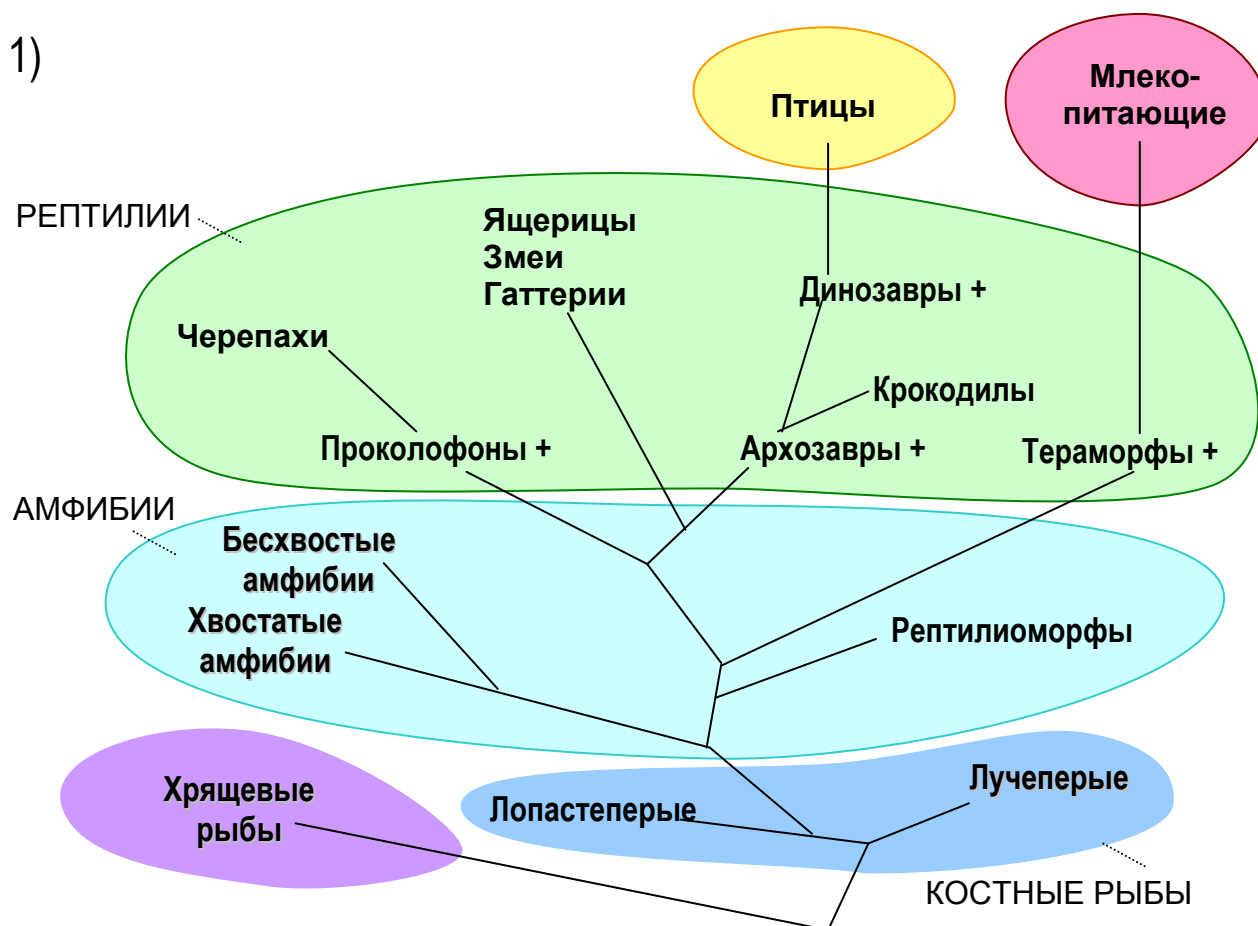 1)
Птицы
Млеко-
питающие
РЕПТИЛИИ
Ящерицы
Змеи
Гаттерии
Динозавры +
Черепахи
Крокодилы
Проколофоны +
Архозавры +
Тераморфы +
АМФИБИИ
Бесхвостые
амфибии
Хвостатые
амфибии
Рептилиоморфы
Хрящевые
рыбы
Лопастеперые
Лучеперые
КОСТНЫЕ РЫБЫ